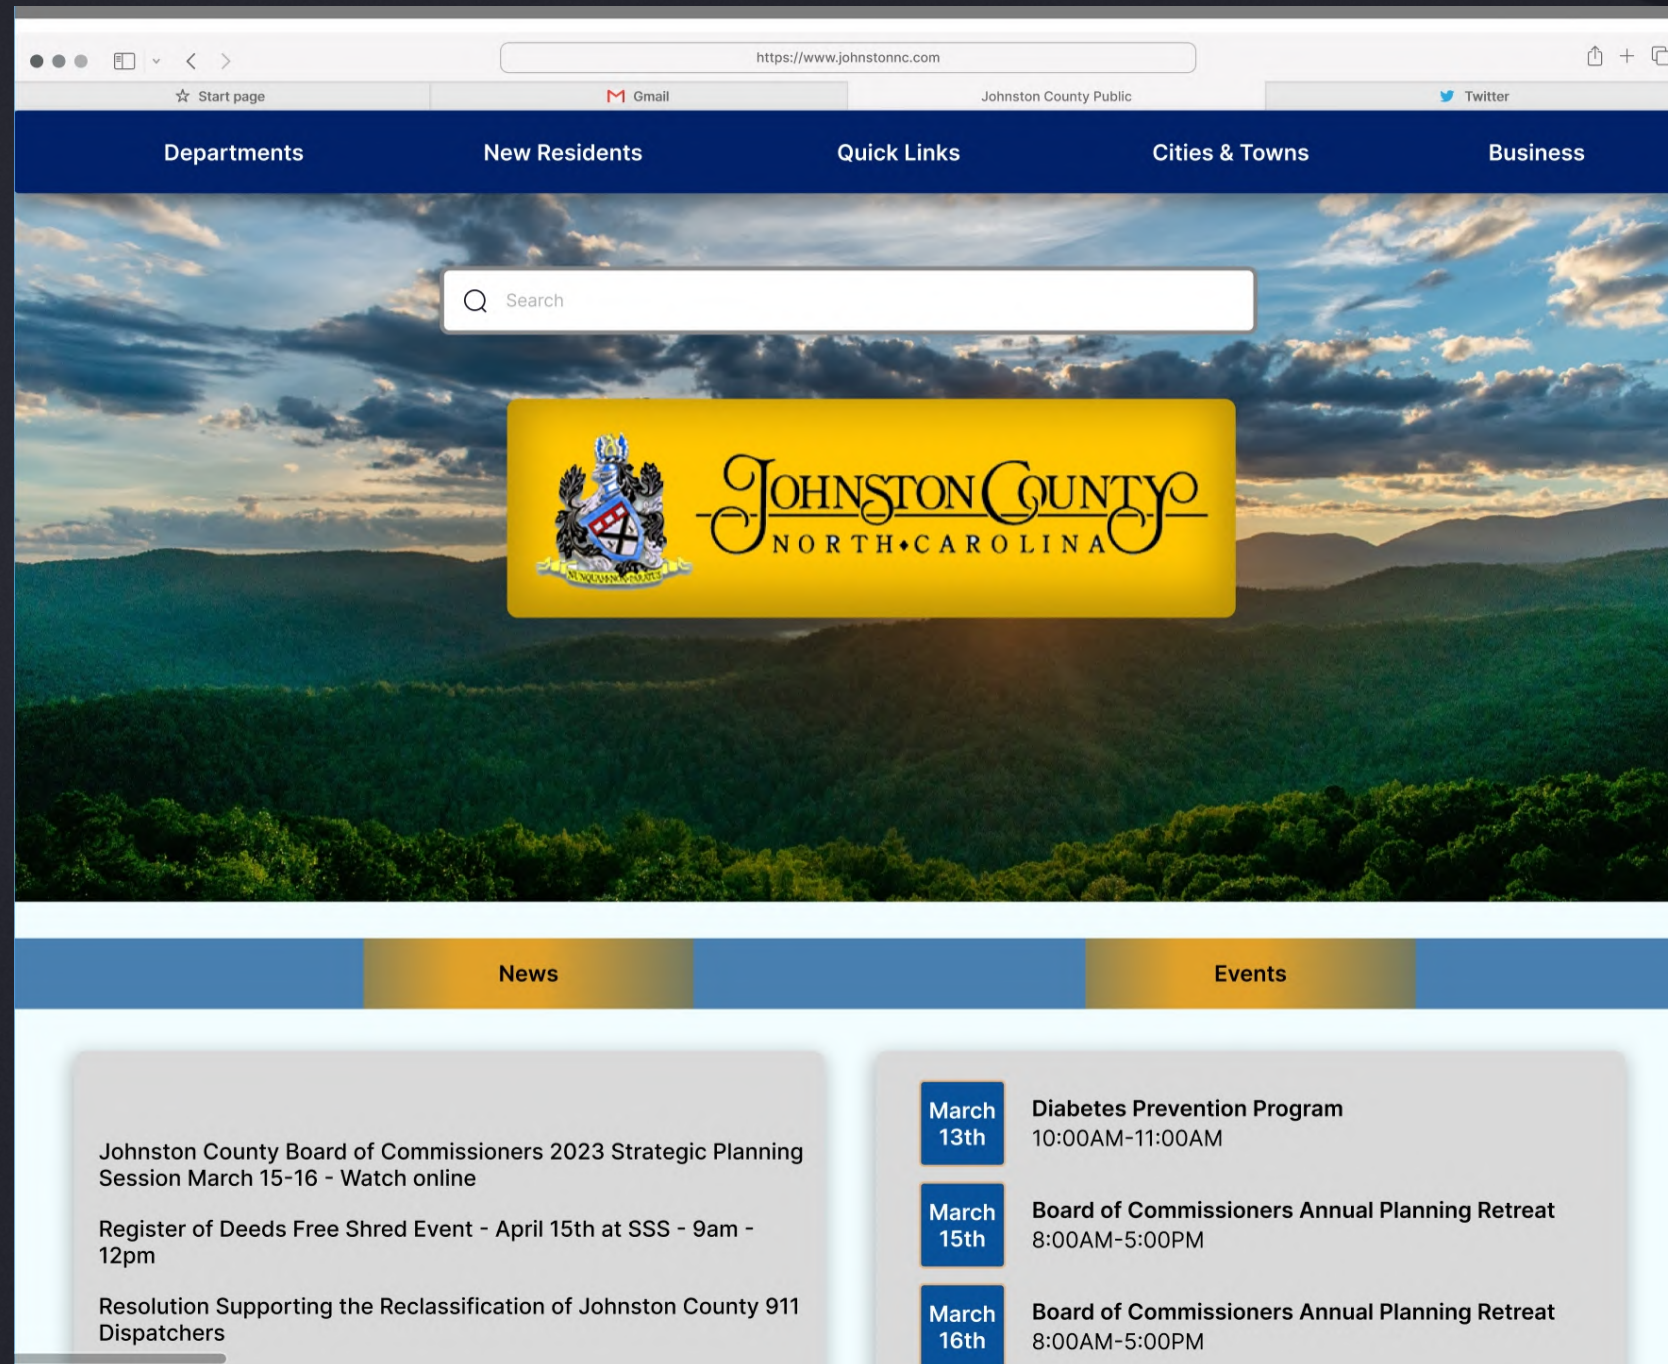 https://www.johnstonnc.com
Start page
Gmail
Johnston County Public
Twitter
Departments
New Residents
Quick Links
Cities & Towns
Business
Search
JOHNSTON COUNTY
NORTH CAROLINA
NUNQUAM NON PARATUS
News
Events
Johnston County Board of Commissioners 2023 Strategic Planning
Session March 15-16 - Watch online
Register of Deeds Free Shred Event - April 15th at SSS - 9am -
12pm
Resolution Supporting the Reclassification of Johnston County 911
Dispatchers
March
13th
Diabetes Prevention Program
10:00AM-11:00AM
March
15th
Board of Commissioners Annual Planning Retreat
8:00AM-5:00PM
March
16th
Board of Commissioners Annual Planning Retreat
8:00AM-5:00PM